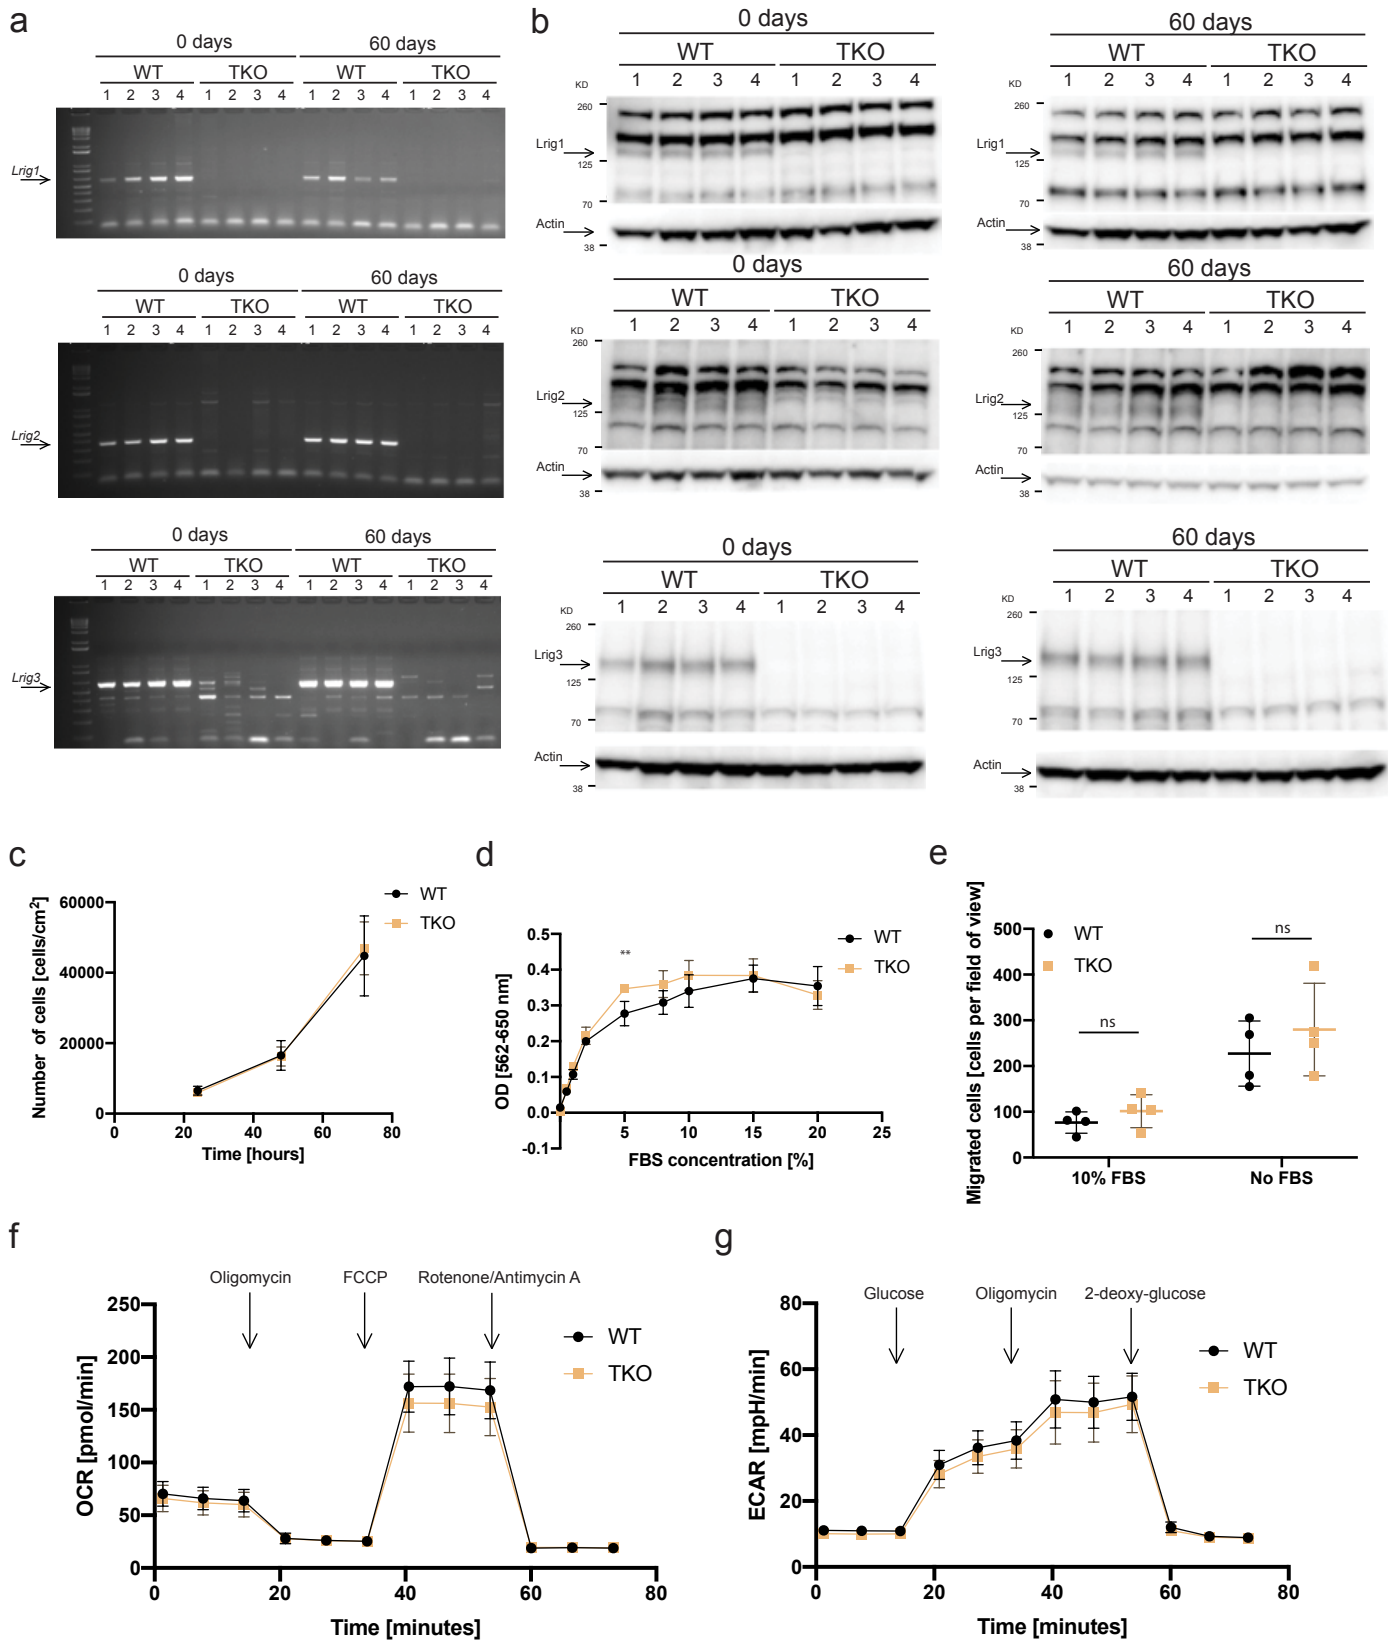 a
0 days
60 days
WT
TKO
WT
TKO
1 2 3 4 1 2 3 4 1 2 3 4 1 2 3 4
Lrig1
0 days
60 days
WT
TKO
WT
TKO
1 2 3 4 1 2 3 4 1 2 3 4 1 2 3 4
Lrig2
0 days
60 days
WT
TKO
WT
TKO
1 2 3 4 1 2 3 4 1 2 3 4 1 2 3 4
Lrig3
b
0 days
WT
TKO
KD
1 2 3 4 1 2 3 4
260
Lrig1
125
70
Actin
38
60 days
WT
TKO
KD
1 2 3 4 1 2 3 4
260
Lrig1
125
70
Actin
38
0 days
WT
TKO
KD
1 2 3 4 1 2 3 4
260
Lrig2
125
70
Actin
38
60 days
WT
TKO
KD
1 2 3 4 1 2 3 4
260
Lrig2
125
70
Actin
38
0 days
WT
TKO
KD
1 2 3 4 1 2 3 4
260
Lrig3
125
70
Actin
38
60 days
WT
TKO
KD
1 2 3 4 1 2 3 4
260
Lrig3
125
70
Actin
38
c
WT
TKO
Number of cells [cells/cm2]
60000
40000
20000
0
0 20 40 60 80
Time [hours]
d
WT
TKO
**
OD [562-650 nm]
0.5
0.4
0.3
0.2
0.1
0.0
-0.1
5 10 15 20 25
FBS concentration [%]
e
WT
TKO
ns
ns
Migrated cells [cells per field of view]
500
400
300
200
100
0
10% FBS
No FBS
f
Oligomycin
FCCP
Rotenone/Antimycin A
WT
TKO
OCR [pmol/min]
250
200
150
100
50
0
0 20 40 60 80
Time [minutes]
g
Glucose
Oligomycin
2-deoxy-glucose
WT
TKO
ECAR [mpH/min]
80
60
40
20
0
0 20 40 60 80
Time [minutes]